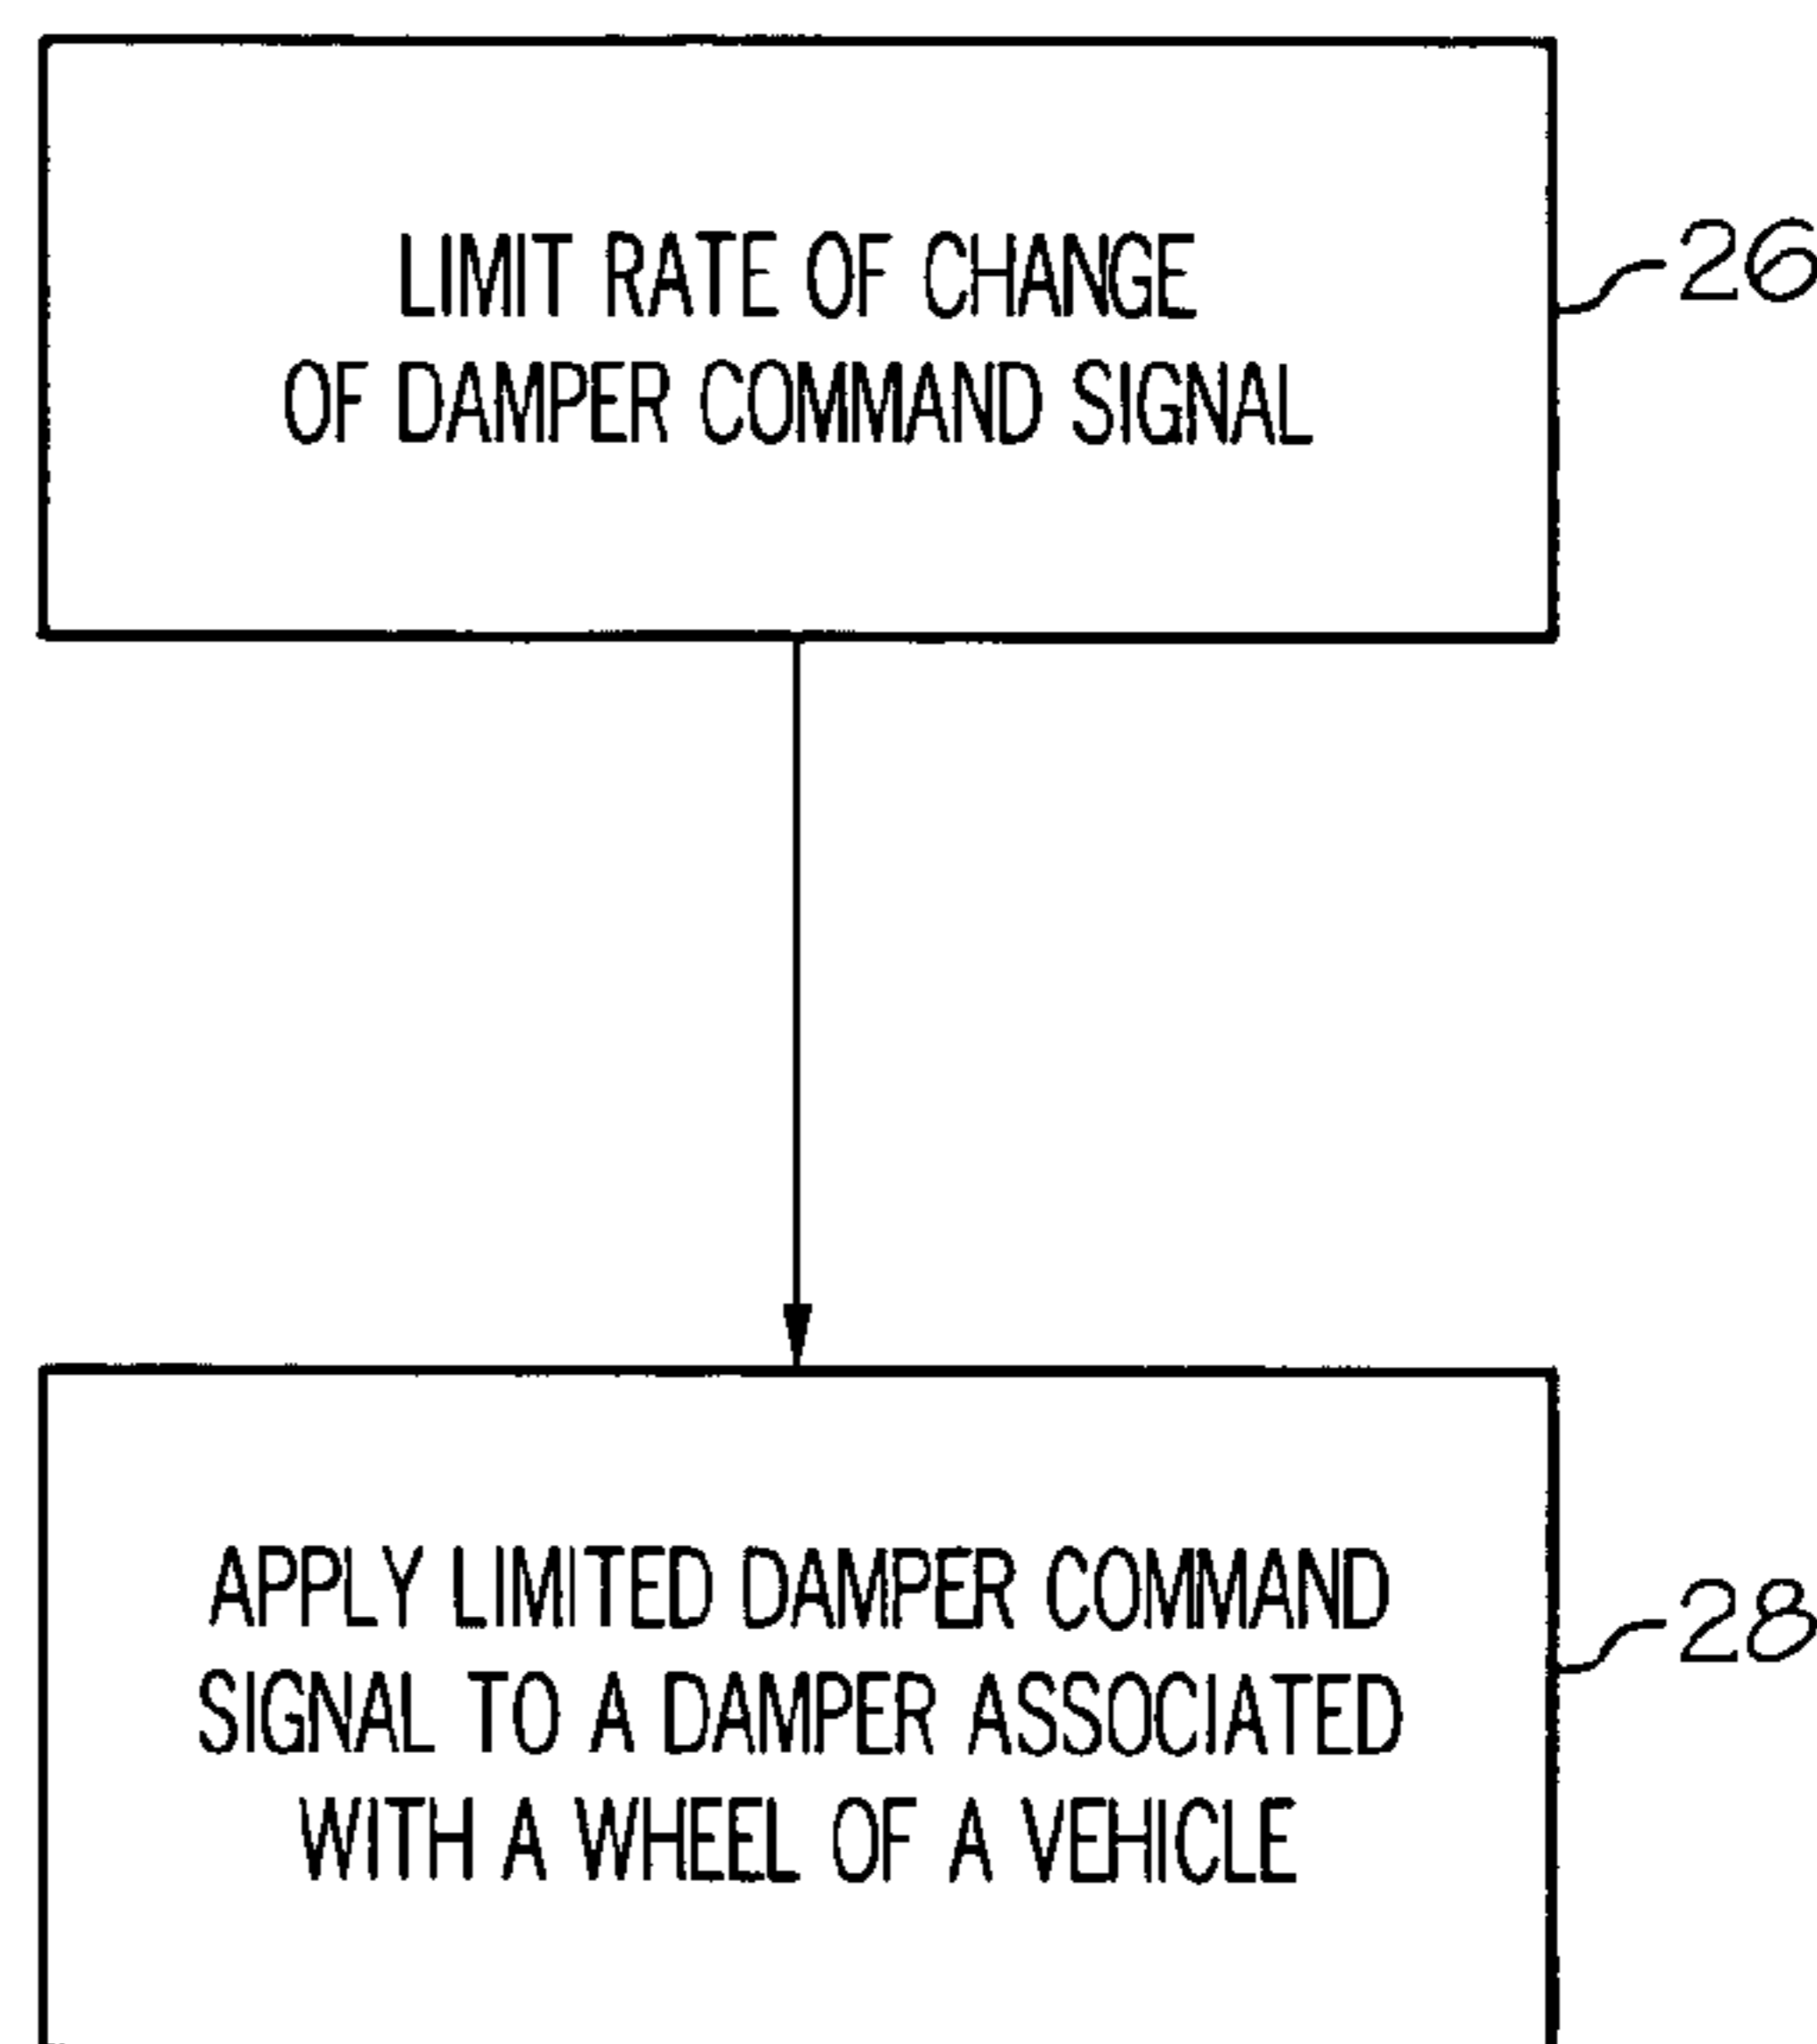 LIMIT RATE OF CHANGE
OF DAMPER COMMAND SIGNAL
26
APPLY LIMITED DAMPER COMMAND
SIGNAL TO A DAMPER ASSOCIATED
WITH A WHEEL OF A VEHICLE
28